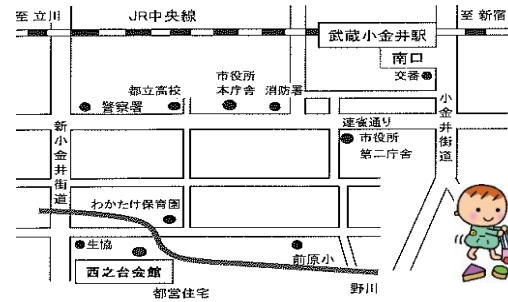 至 立川
JR中央線
至 新宿
武蔵小金井駅
南口
交番
市役所
本庁舎
都立高校
消防署
警察署
連雀通り
市役所
第二庁舎
小金井街道
新小金井街道
わかたけ保育園
生協
前原小
西之台会館
野川
都営住宅